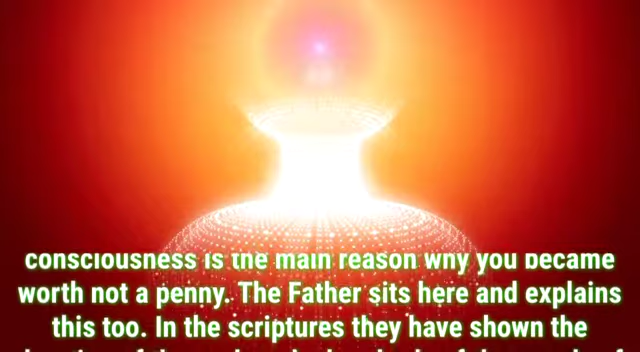 consciousness is the main reason why you became
worth not a penny. The Father sits here and explains
this too. In the scriptures they have shown the